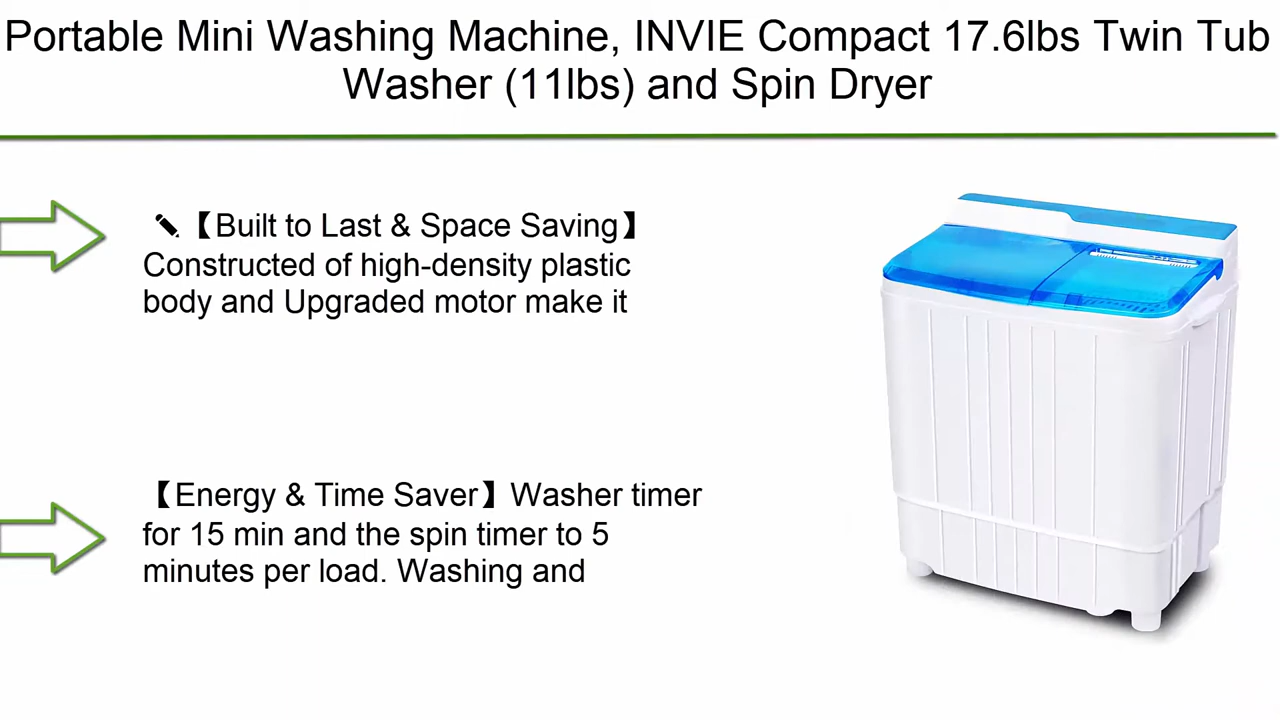 Portable Mini Washing Machine, INVIE Compact 17.6lbs Twin Tub
Washer (11lbs) and Spin Dryer
✎【Built to Last & Space Saving】
Constructed of high-density plastic
body and Upgraded motor make it
【Energy & Time Saver】Washer timer
for 15 min and the spin timer to 5
minutes per load. Washing and